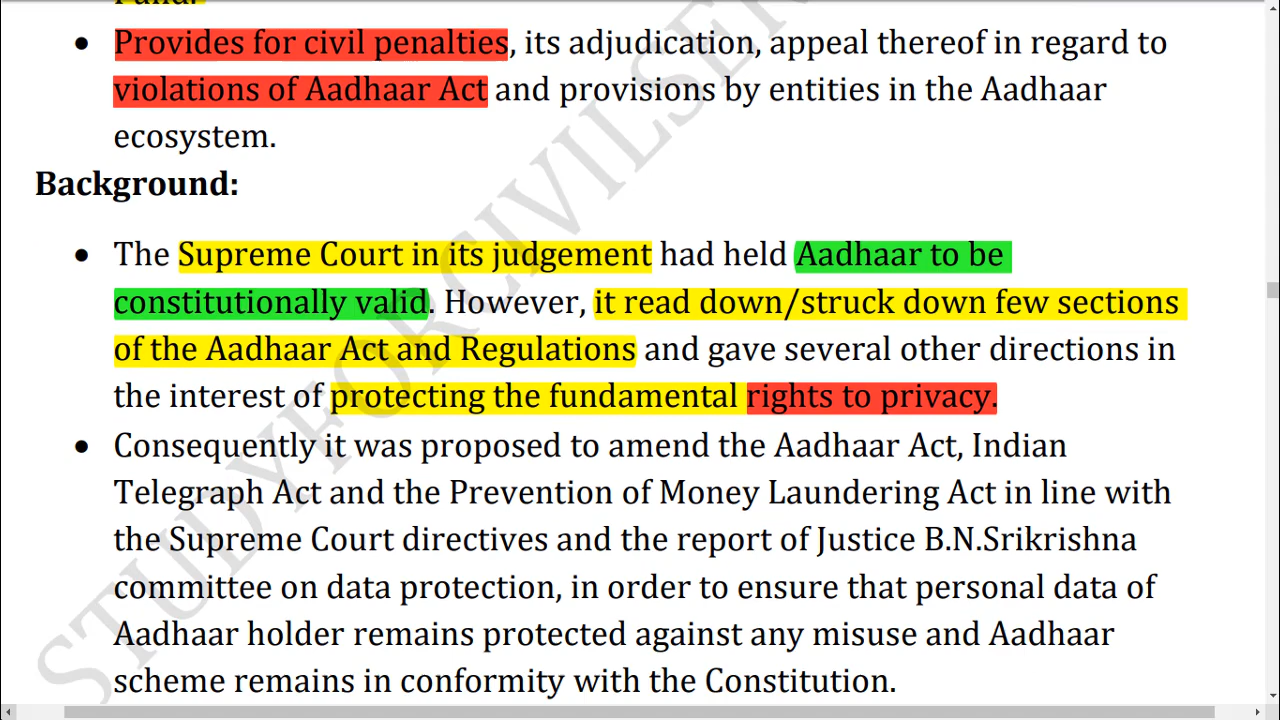 Fund.
Provides for civil penalties, its adjudication, appeal thereof in regard to
violations of Aadhaar Act and provisions by entities in the Aadhaar
ecosystem.
Background:
The Supreme Court in its judgement had held Aadhaar to be
constitutionally valid. However, it read down/struck down few sections
of the Aadhaar Act and Regulations and gave several other directions in
the interest of protecting the fundamental rights to privacy.
Consequently it was proposed to amend the Aadhaar Act, Indian
Telegraph Act and the Prevention of Money Laundering Act in line with
the Supreme Court directives and the report of Justice B.N.Srikrishna
committee on data protection, in order to ensure that personal data of
Aadhaar holder remains protected against any misuse and Aadhaar
scheme remains in conformity with the Constitution.
STUDYFORCIVILSER